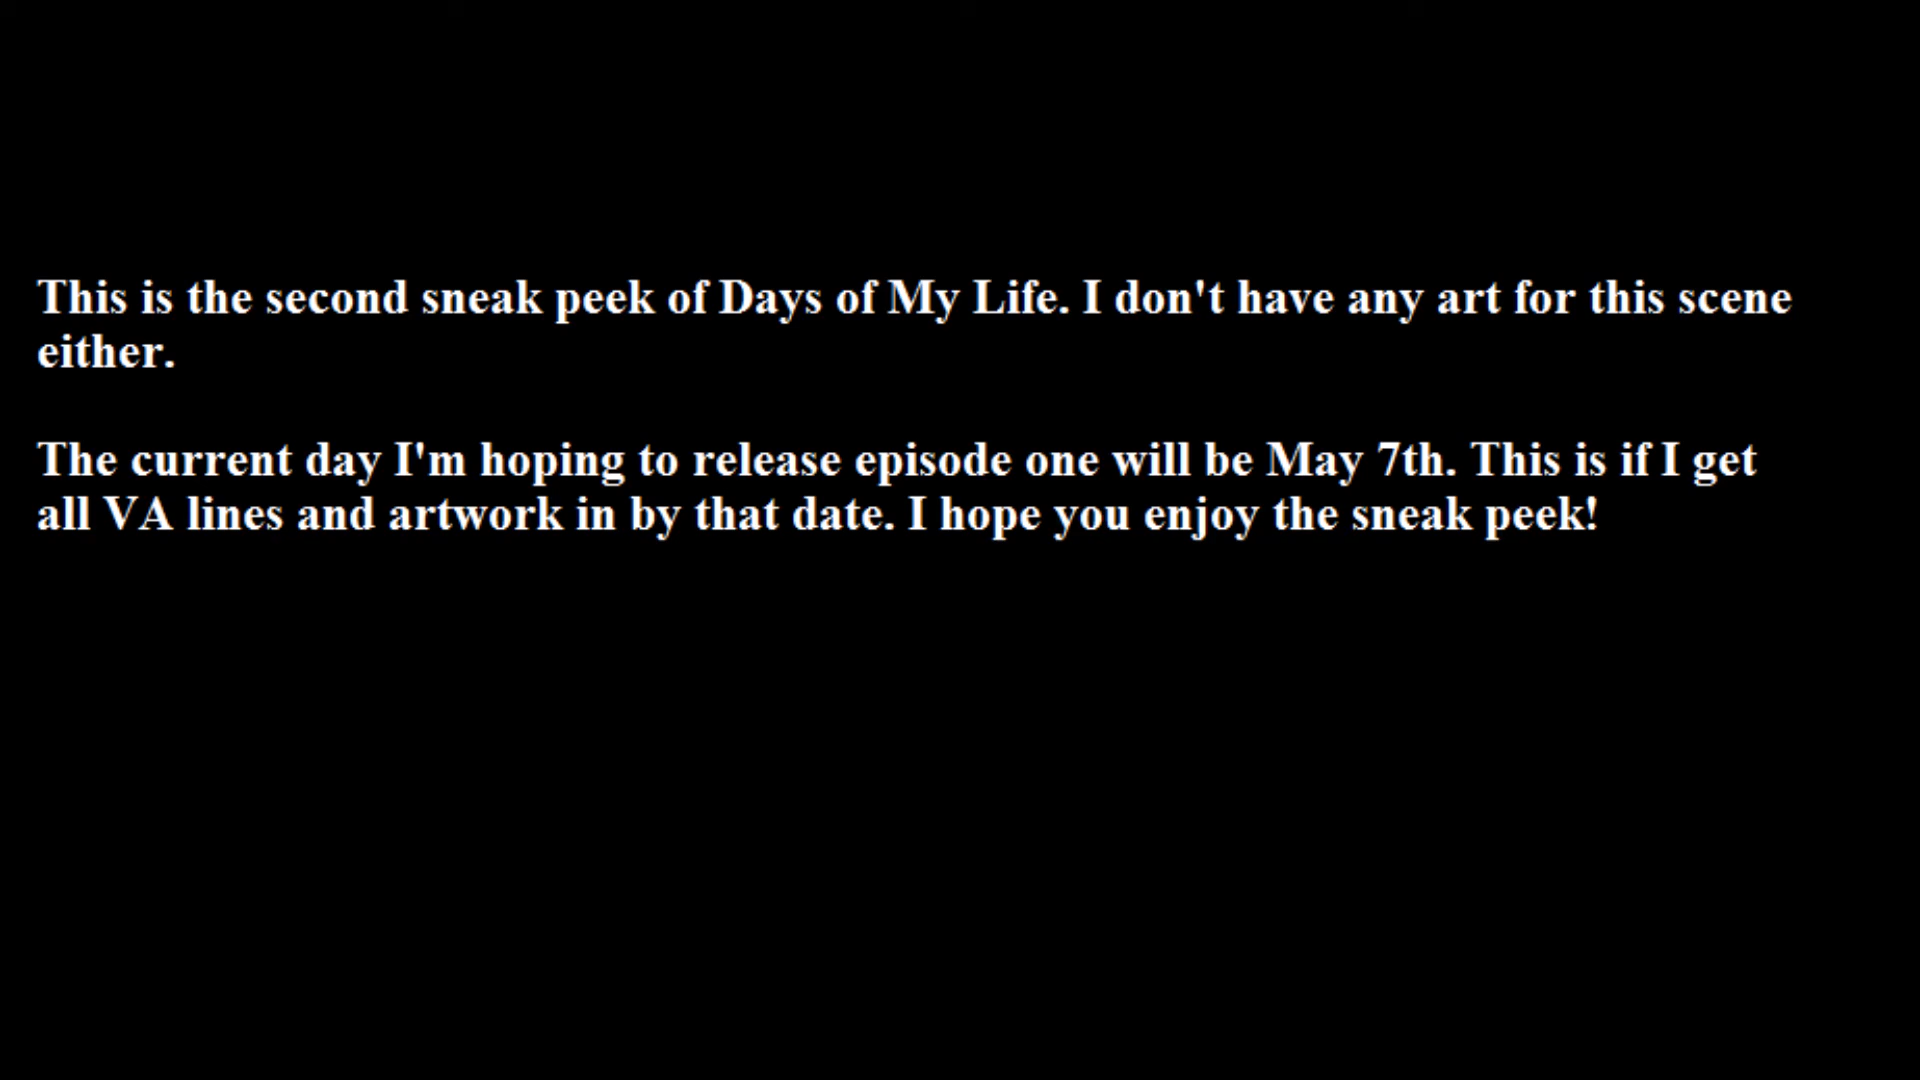 This is the second sneak peek of Days of My Life. I don't have any art for this scene
either.
The current day I'm hoping to release episode one will be May 7th. This is if I get
all VA lines and artwork in by that date. I hope you enjoy the sneak peek!